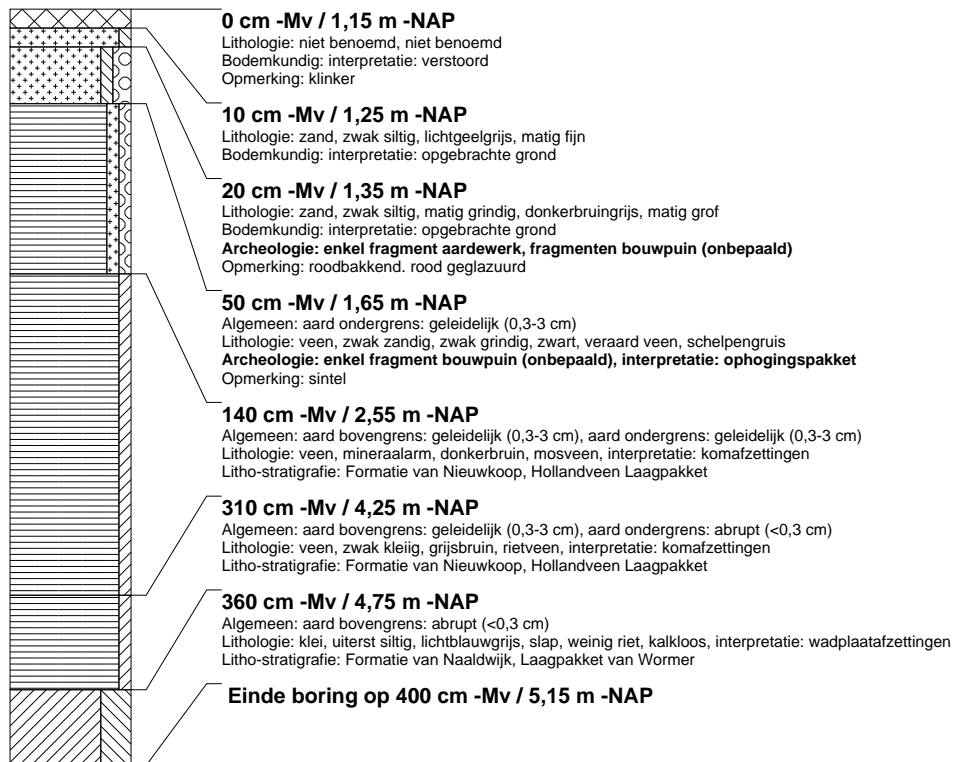 0 cm -Mv / 1,15 m -NAP
Lithologie: niet benoemd, niet benoemd
Bodemkundig: interpretatie: verstoord
Opmerking: klinker
10 cm -Mv / 1,25 m -NAP
Lithologie: zand, zwak siltig, lichtgeelgrijs, matig fijn
Bodemkundig: interpretatie: opgebrachte grond
20 cm -Mv / 1,35 m -NAP
Lithologie: zand, zwak siltig, matig grindig, donkerbruingrijs, matig grof
Bodemkundig: interpretatie: opgebrachte grond
Archeologie: enkel fragment aardewerk, fragmenten bouwpuin (onbepaald)
Opmerking: roodbakkend. rood geglazuurd
50 cm -Mv / 1,65 m -NAP
Algemeen: aard ondergrens: geleidelijk (0,3-3 cm)
Lithologie: veen, zwak zandig, zwak grindig, zwart, veraard veen, schelpengruis
Archeologie: enkel fragment bouwpuin (onbepaald), interpretatie: ophogingspakket
Opmerking: sintel
140 cm -Mv / 2,55 m -NAP
Algemeen: aard bovengrens: geleidelijk (0,3-3 cm), aard ondergrens: geleidelijk (0,3-3 cm)
Lithologie: veen, mineraalarm, donkerbruin, mosveen, interpretatie: komafzettingen
Litho-stratigrafie: Formatie van Nieuwkoop, Hollandveen Laagpakket
310 cm -Mv / 4,25 m -NAP
Algemeen: aard bovengrens: geleidelijk (0,3-3 cm), aard ondergrens: abrupt (<0,3 cm)
Lithologie: veen, zwak kleiig, grijsbruin, rietveen, interpretatie: komafzettingen
Litho-stratigrafie: Formatie van Nieuwkoop, Hollandveen Laagpakket
360 cm -Mv / 4,75 m -NAP
Algemeen: aard bovengrens: abrupt (<0,3 cm)
Lithologie: klei, uiterst siltig, lichtblauwgrijs, slap, weinig riet, kalkloos, interpretatie: wadplaatafzettingen
Litho-stratigrafie: Formatie van Naaldwijk, Laagpakket van Wormer
Einde boring op 400 cm -Mv / 5,15 m -NAP